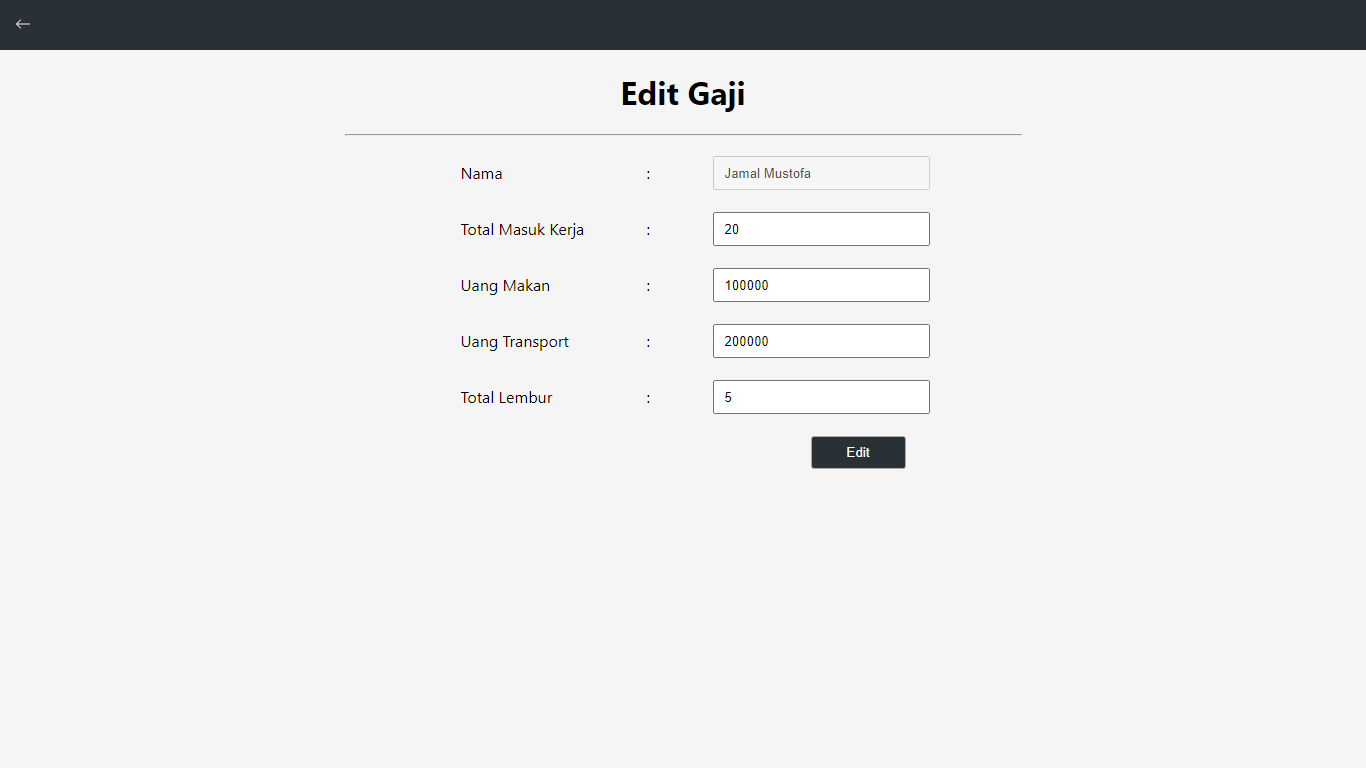 Edit Gaji
Nama : Jamal Mustofa
Total Masuk Kerja : 20
Uang Makan : 100000
Uang Transport : 200000
Total Lembur : 5
Edit